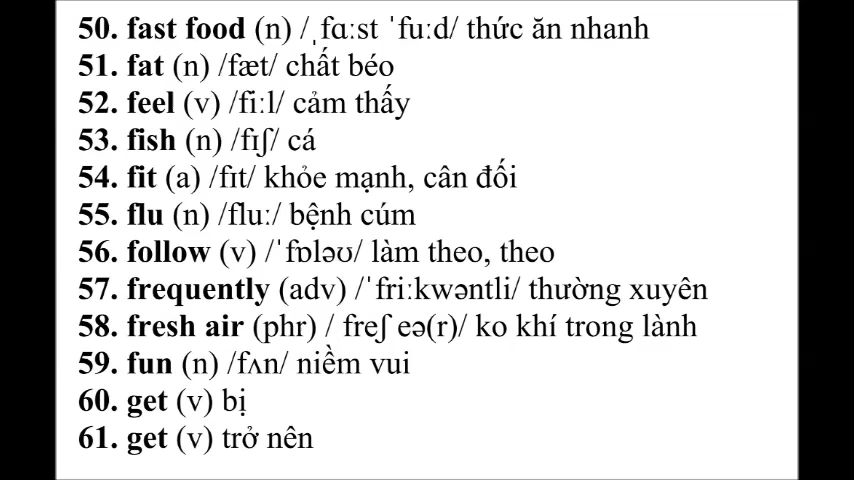 50. fast food (n) /ˌfɑːst ˈfuːd/ thức ăn nhanh
51. fat (n) /fæt/ chất béo
52. feel (v) /fiːl/ cảm thấy
53. fish (n) /fɪʃ/ cá
54. fit (a) /fɪt/ khỏe mạnh, cân đối
55. flu (n) /fluː/ bệnh cúm
56. follow (v) /ˈfɒləʊ/ làm theo, theo
57. frequently (adv) /ˈfriːkwəntli/ thường xuyên
58. fresh air (phr) / freʃ eə(r)/ ko khí trong lành
59. fun (n) /fʌn/ niềm vui
60. get (v) bị
61. get (v) trở nên